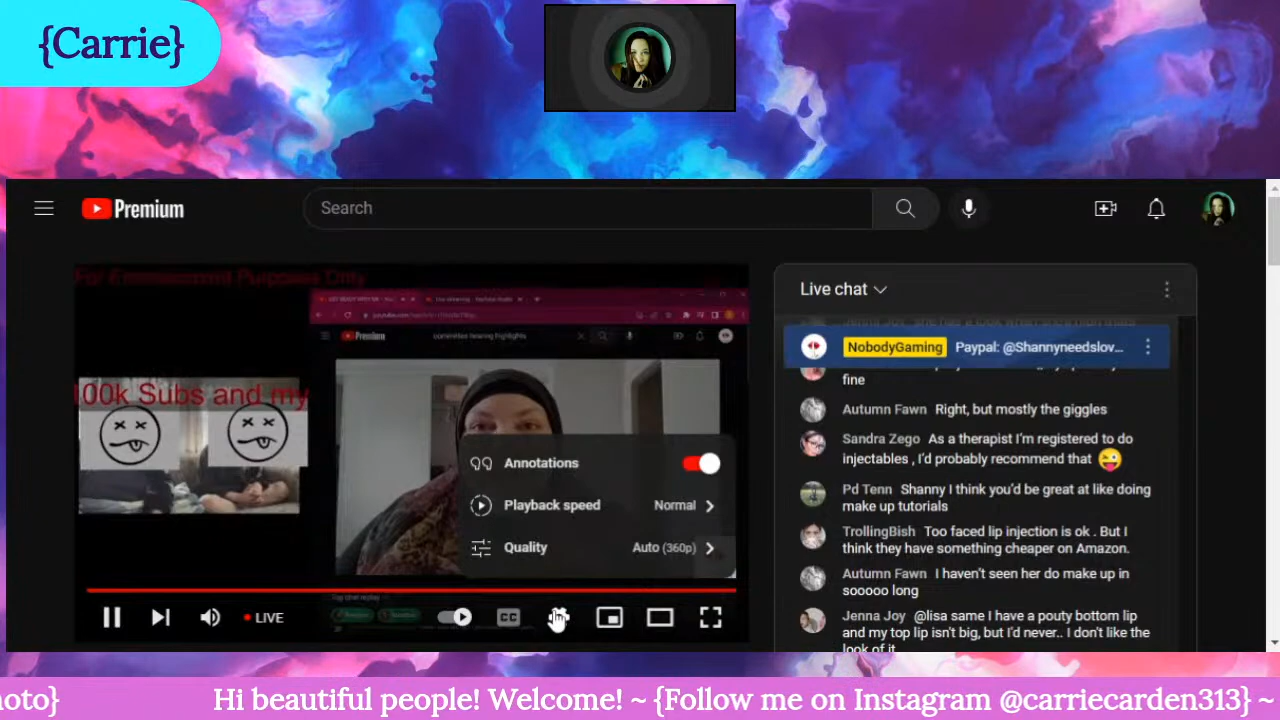 {Carrie}
Premium
Search
For Entertainment Purposes Only
100k Subs and my
Premium
committee hearing highlights
Annotations
Playback speed Normal
Quality Auto (360p)
LIVE
CC
Live chat
NobodyGaming Paypal: @Shannyneedslov...
fine
Autumn Fawn Right, but mostly the giggles
Sandra Zego As a therapist I'm registered to do
injectables , I'd probably recommend that
Pd Tenn Shanny I think you'd be great at like doing
make up tutorials
TrollingBish Too faced lip injection is ok . But I
think they have something cheaper on Amazon.
Autumn Fawn I haven't seen her do make up in
sooooo long
Jenna Joy @lisa same I have a pouty bottom lip
and my top lip isn't big, but I'd never.. I don't like the
look of it
oto} Hi beautiful people! Welcome! ~ {Follow me on Instagram @carriecarden313} ~